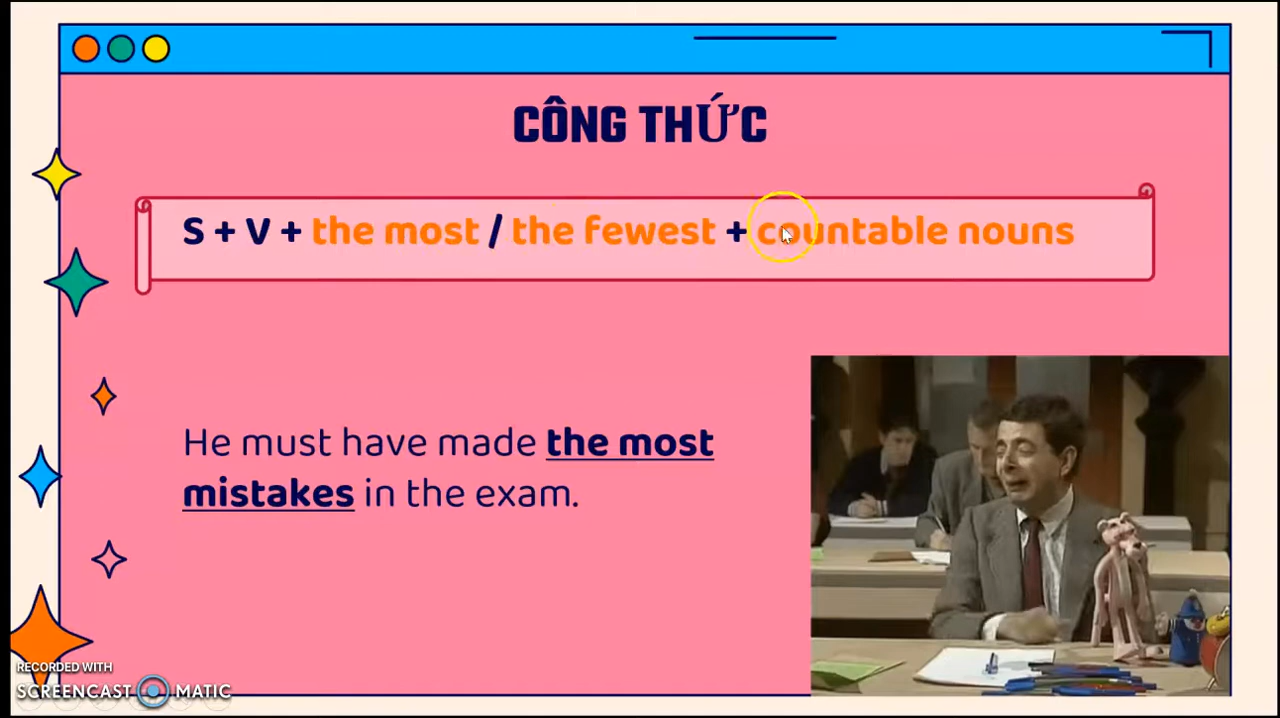 CÔNG THỨC
S + V + the most / the fewest + countable nouns
He must have made the most
mistakes in the exam.
RECORDED WITH
SCREENCAST MATIC